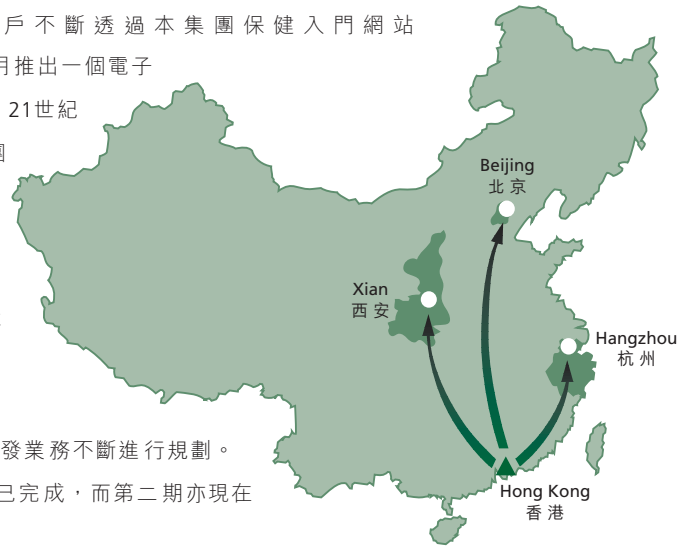 戶不斷透過本集團保健入門網站
月推出一個電子
21世紀
Beijing
北京
Xian
西安
Hangzhou
杭州
發業務不斷進行規劃。
已完成，而第二期亦現在
Hong Kong
香港